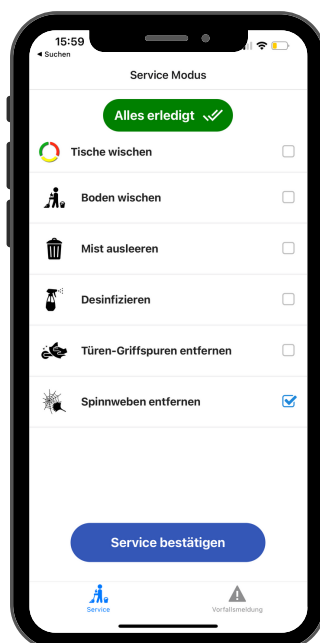 15:59
◂ Suchen
Service Modus
Alles erledigt
Tische wischen
Boden wischen
Mist ausleeren
Desinfizieren
Türen-Griffspuren entfernen
Spinnweben entfernen
Service bestätigen
Service
Vorfallsmeldung